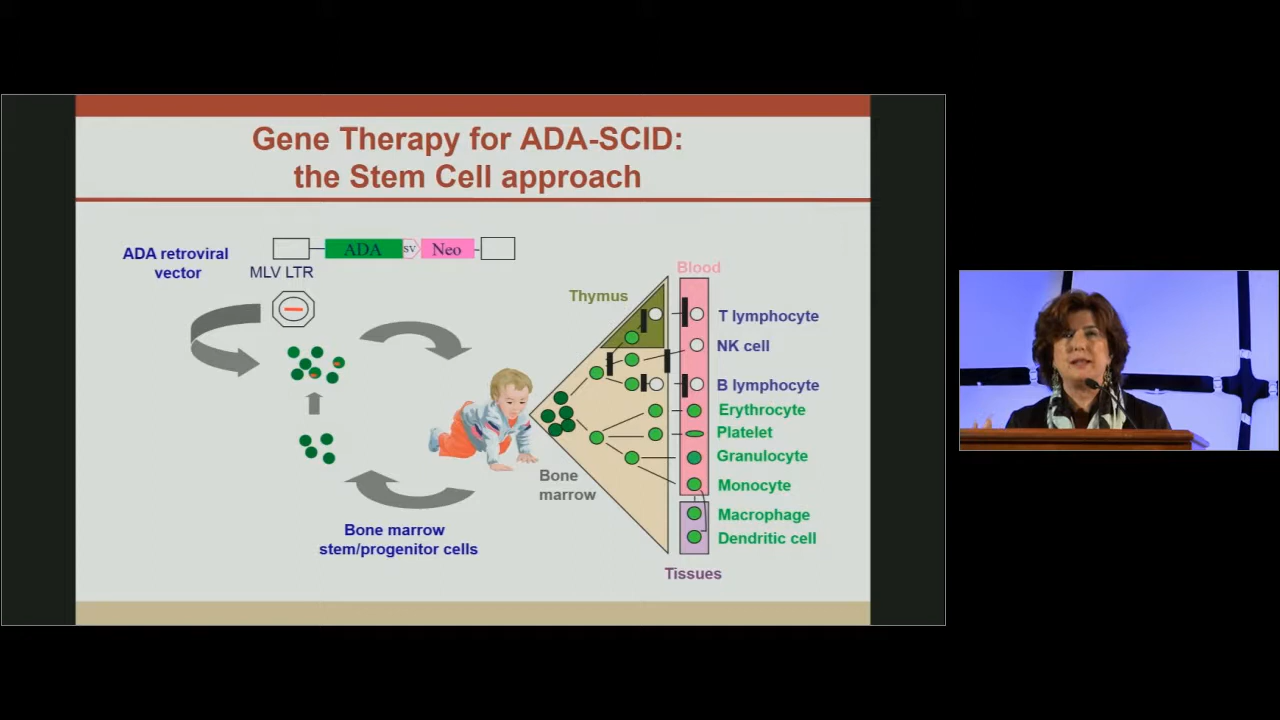 Gene Therapy for ADA-SCID:
the Stem Cell approach
ADA retroviral
vector
ADA
SV
Neo
MLV LTR
Blood
Thymus
T lymphocyte
NK cell
B lymphocyte
Erythrocyte
Platelet
Granulocyte
Monocyte
Macrophage
Dendritic cell
Bone
marrow
Bone marrow
stem/progenitor cells
Tissues